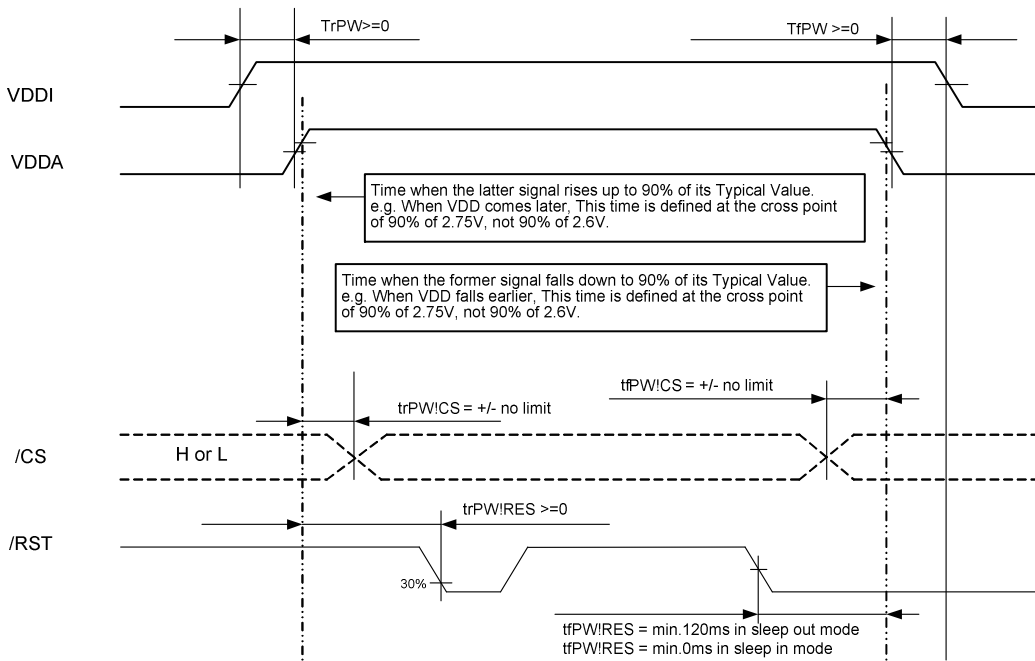 TrPW>=0
TfPW >=0
VDDI
VDDA
Time when the latter signal rises up to 90% of its Typical Value.
e.g. When VDD comes later, This time is defined at the cross point
of 90% of 2.75V, not 90% of 2.6V.
Time when the former signal falls down to 90% of its Typical Value.
e.g. When VDD falls earlier, This time is defined at the cross point
of 90% of 2.75V, not 90% of 2.6V.
trPW!CS = +/- no limit
tfPW!CS = +/- no limit
/CS
H or L
trPW!RES >=0
/RST
30%
tfPW!RES = min.120ms in sleep out mode
tfPW!RES = min.0ms in sleep in mode